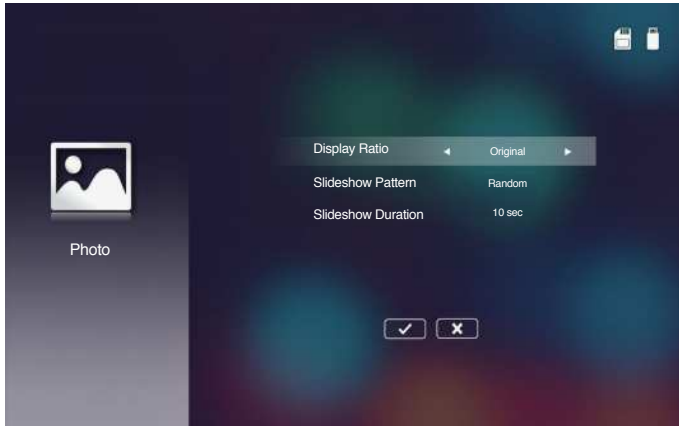 Display Ratio Original
Slideshow Pattern Random
Slideshow Duration 10 sec
Photo